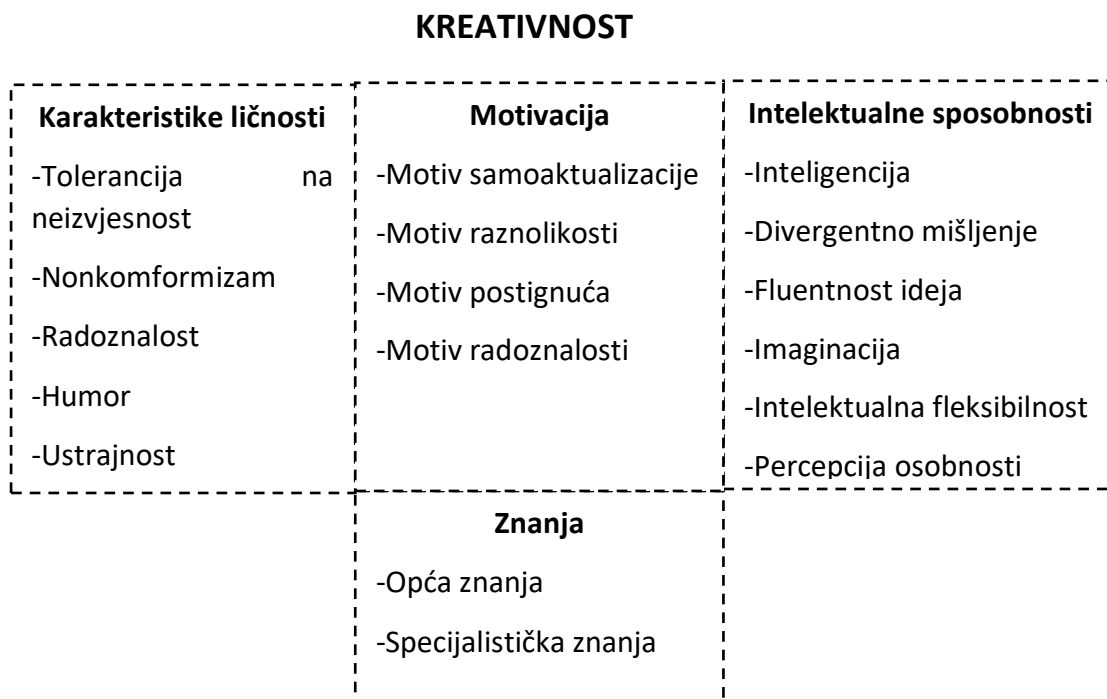 KREATIVNOST
Karakteristike ličnosti
-Tolerancija na
neizvjesnost
-Nonkomformizam
-Radoznalost
-Humor
-Ustrajnost
Motivacija
-Motiv samoaktualizacije
-Motiv raznolikosti
-Motiv postignuća
-Motiv radoznalosti
Intelektualne sposobnosti
-Inteligencija
-Divergentno mišljenje
-Fluentnost ideja
-Imaginacija
-Intelektualna fleksibilnost
-Percepcija osobnosti
Znanja
-Opća znanja
-Specijalistička znanja